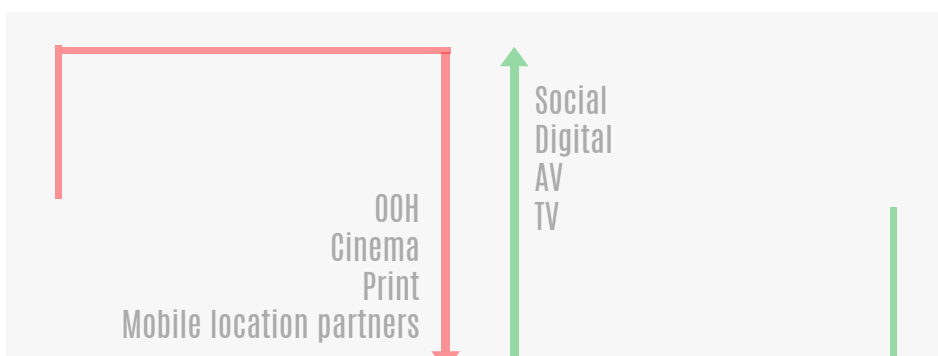 Social
Digital
AV
TV
OOH
Cinema
Print
Mobile location partners